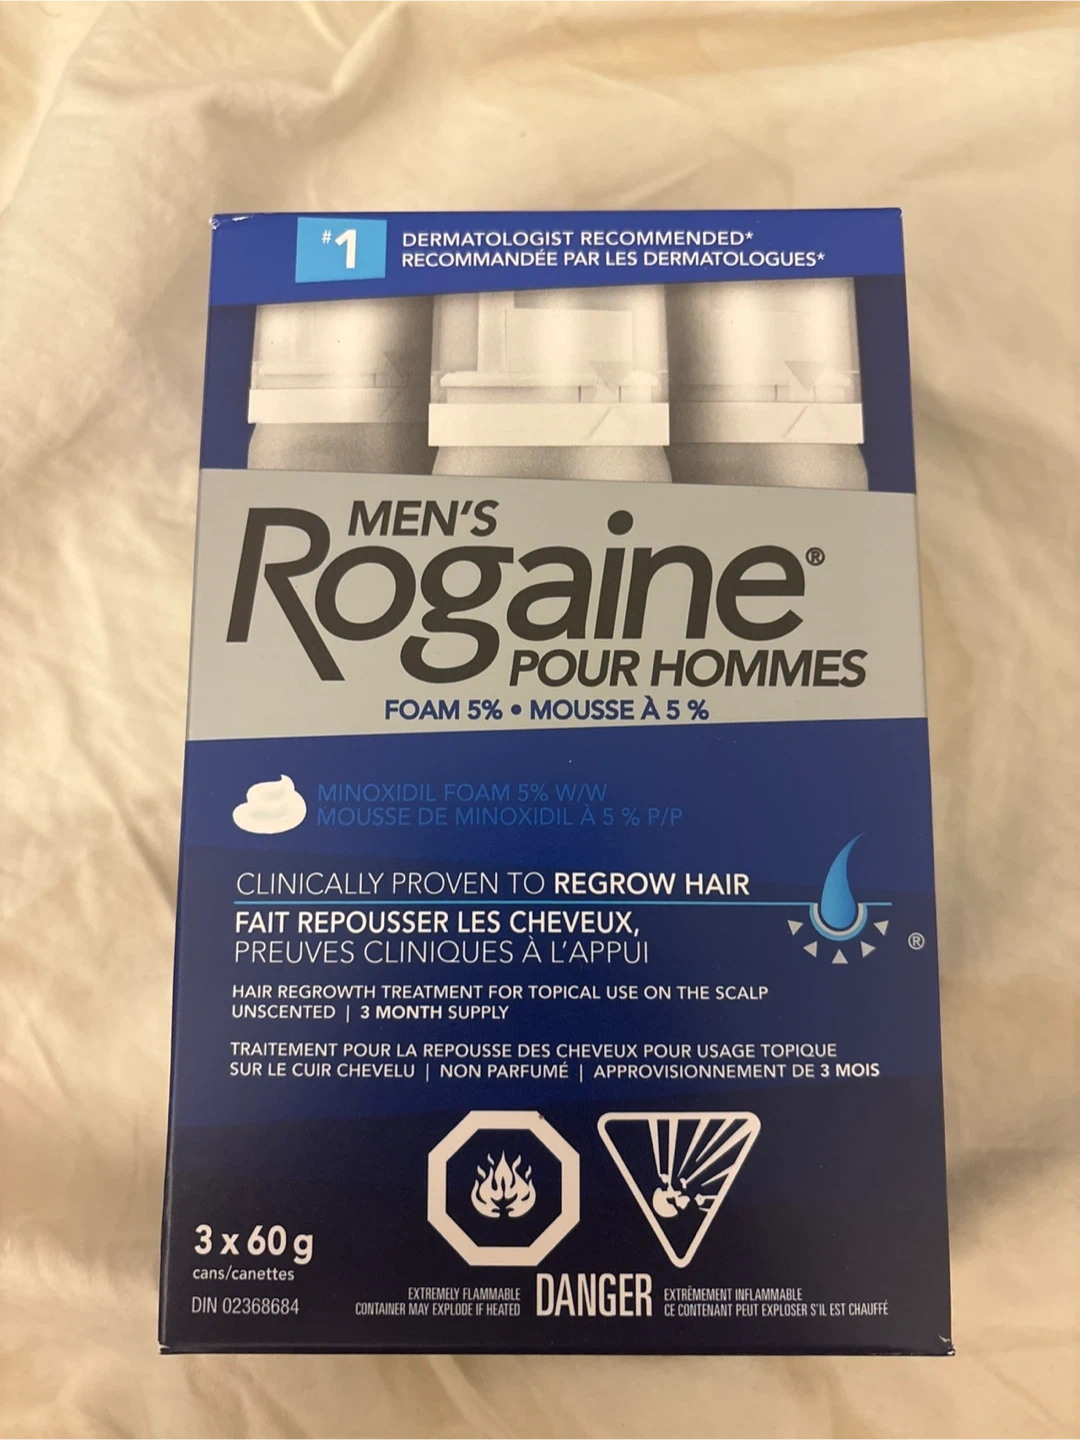 #1
DERMATOLOGIST RECOMMENDED*
RECOMMANDÉE PAR LES DERMATOLOGUES*
MEN'S
Rogaine®
POUR HOMMES
FOAM 5% • MOUSSE À 5 %
MINOXIDIL FOAM 5% W/W
MOUSSE DE MINOXIDIL À 5 % P/P
CLINICALLY PROVEN TO REGROW HAIR
FAIT REPOUSSER LES CHEVEUX,
PREUVES CLINIQUES À L'APPUI
®
HAIR REGROWTH TREATMENT FOR TOPICAL USE ON THE SCALP
UNSCENTED | 3 MONTH SUPPLY
TRAITEMENT POUR LA REPOUSSE DES CHEVEUX POUR USAGE TOPIQUE
SUR LE CUIR CHEVELU | NON PARFUMÉ | APPROVISIONNEMENT DE 3 MOIS
3 x 60 g
cans/canettes
DIN 02368684
EXTREMELY FLAMMABLE
CONTAINER MAY EXPLODE IF HEATED
DANGER
EXTRÊMEMENT INFLAMMABLE
CE CONTENANT PEUT EXPLOSER S'IL EST CHAUFFÉ